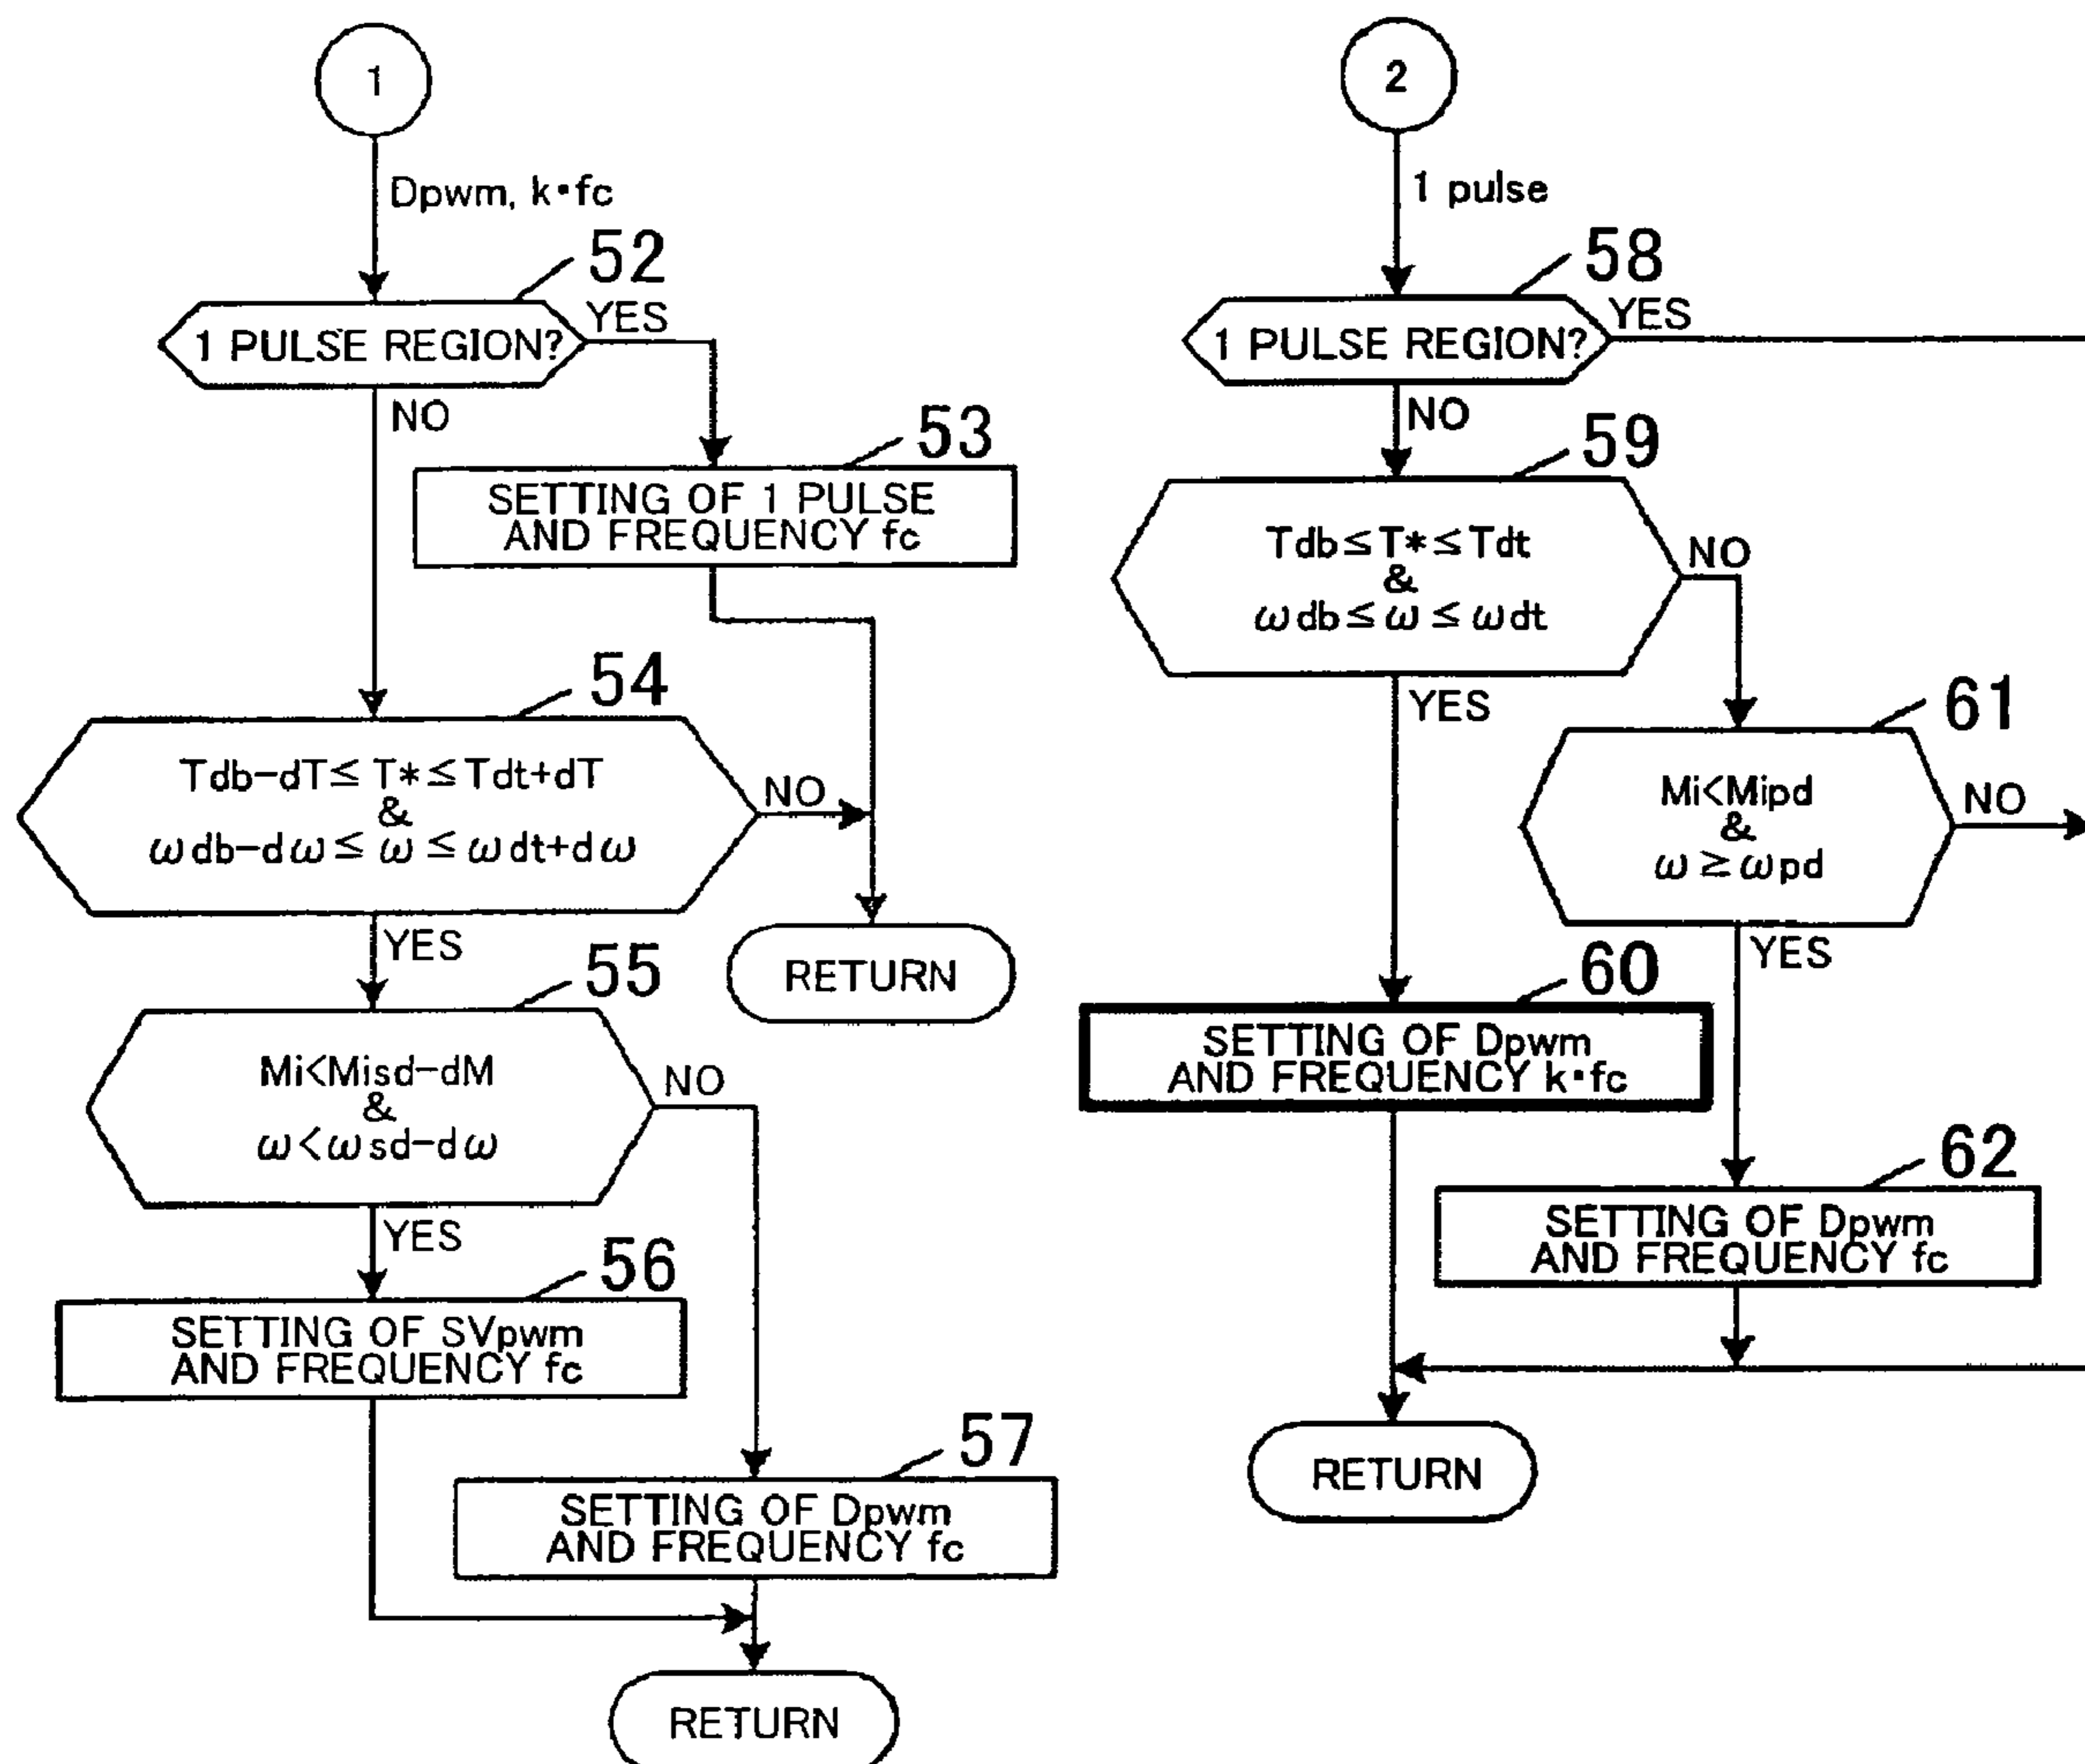 1
Dpwm, k·fc
52
1 PULSE REGION?
YES
NO
53
SETTING OF 1 PULSE
AND FREQUENCY fc
54
Tdb-dT≦ T*≦Tdt+dT
&
ωdb-dω≦ ω ≦ωdt+dω
NO
YES
RETURN
55
Mi<Misd-dM
&
ω<ωsd-dω
NO
YES
56
SETTING OF SVpwm
AND FREQUENCY fc
57
SETTING OF Dpwm
AND FREQUENCY fc
RETURN
2
1 pulse
58
1 PULSE REGION?
YES
NO
59
Tdb≦T*≦Tdt
&
ωdb≦ω≦ωdt
NO
YES
61
Mi<Mipd
&
ω≥ωpd
NO
YES
60
SETTING OF Dpwm
AND FREQUENCY k·fc
62
SETTING OF Dpwm
AND FREQUENCY fc
RETURN